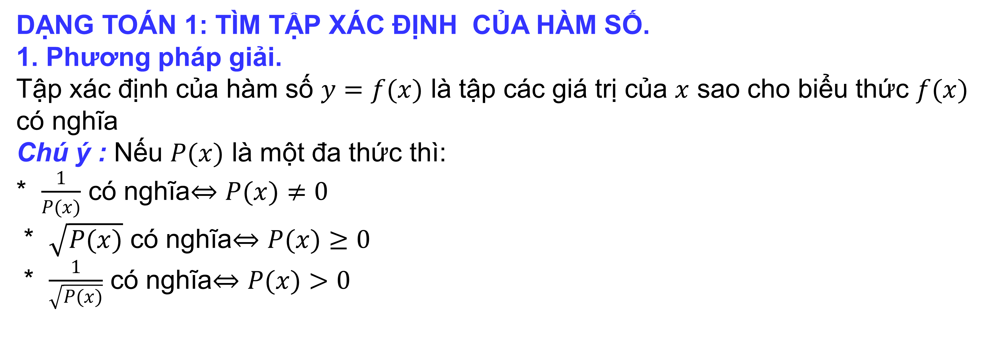 DẠNG TOÁN 1: TÌM TẬP XÁC ĐỊNH CỦA HÀM SỐ.
1. Phương pháp giải.
Tập xác định của hàm số $y = f(x)$ là tập các giá trị của $x$ sao cho biểu thức $f(x)$
có nghĩa
Chú ý : Nếu $P(x)$ là một đa thức thì:
* $\frac{1}{P(x)}$ có nghĩa$\Leftrightarrow P(x) \neq 0$
* $\sqrt{P(x)}$ có nghĩa$\Leftrightarrow P(x) \geq 0$
* $\frac{1}{\sqrt{P(x)}}$ có nghĩa$\Leftrightarrow P(x) > 0$